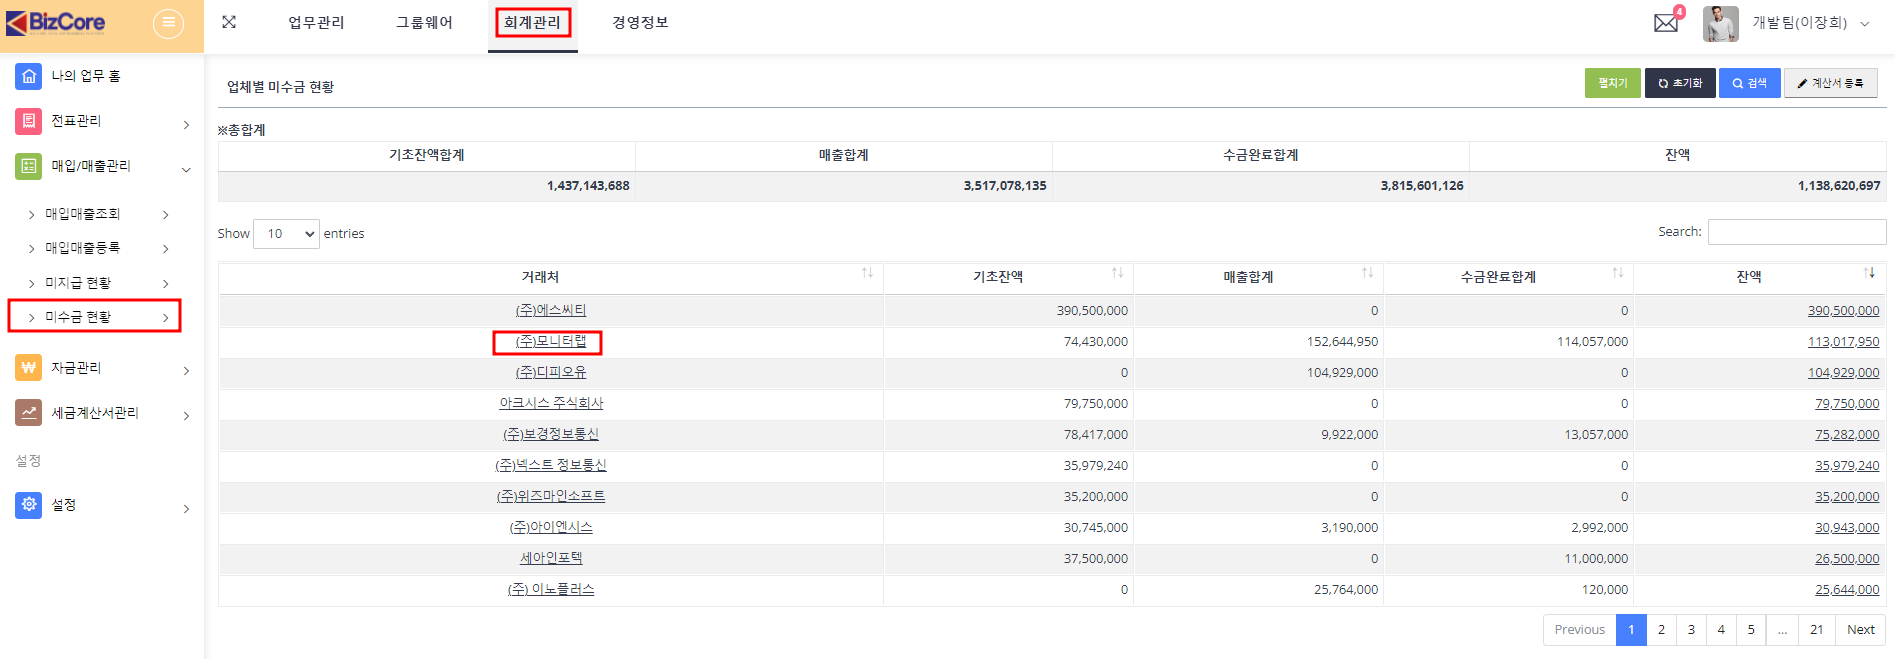 BizCore
업무관리 그룹웨어 회계관리 경영정보
4
개발팀(이장희)
나의 업무 홈
전표관리
매입/매출관리
매입매출조회
매입매출등록
미지급 현황
미수금 현황
자금관리
세금계산서관리
설정
설정
업체별 미수금 현황
펼치기 초기화 검색 계산서 등록
※총합계
기초잔액합계 매출합계 수금완료합계 잔액
1,437,143,688 3,517,078,135 3,815,601,126 1,138,620,697
Show 10 entries Search:
거래처 기초잔액 매출합계 수금완료합계 잔액
(주)에스씨티 390,500,000 0 0 390,500,000
(주)모니터랩 74,430,000 152,644,950 114,057,000 113,017,950
(주)디피오유 0 104,929,000 0 104,929,000
아크시스 주식회사 79,750,000 0 0 79,750,000
(주)보경정보통신 78,417,000 9,922,000 13,057,000 75,282,000
(주)넥스트 정보통신 35,979,240 0 0 35,979,240
(주)위즈마인소프트 35,200,000 0 0 35,200,000
(주)아이엔시스 30,745,000 3,190,000 2,992,000 30,943,000
세아인포텍 37,500,000 0 11,000,000 26,500,000
(주) 이노플러스 0 25,764,000 120,000 25,644,000
Previous 1 2 3 4 5 ... 21 Next